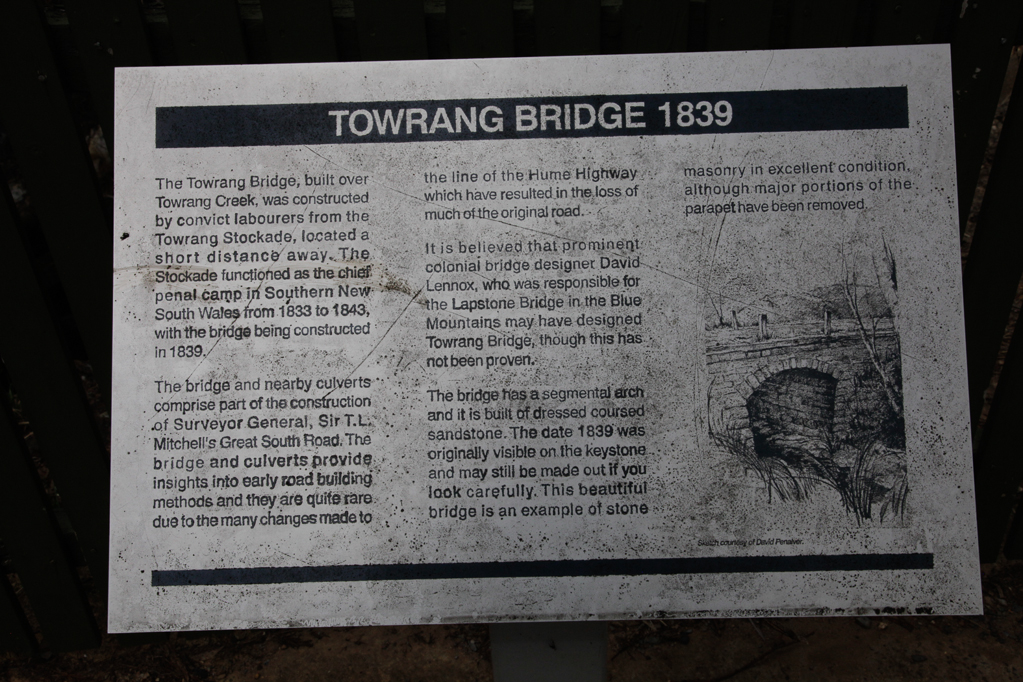 TOWRANG BRIDGE 1839
The Towrang Bridge, built over
Towrang Creek, was constructed
by convict labourers from the
Towrang Stockade, located a
short distance away. The
Stockade functioned as the chief
penal camp in Southern New
South Wales from 1833 to 1843,
with the bridge being constructed
in 1839.
The bridge and nearby culverts
comprise part of the construction
of Surveyor General, Sir T.L.
Mitchell's Great South Road. The
bridge and culverts provide
insights into early road building
methods and they are quite rare
due to the many changes made to
the line of the Hume Highway
which have resulted in the loss of
much of the original road.
It is believed that prominent
colonial bridge designer David
Lennox, who was responsible for
the Lapstone Bridge in the Blue
Mountains may have designed
Towrang Bridge, though this has
not been proven.
The bridge has a segmental arch
and it is built of dressed coursed
sandstone. The date 1839 was
originally visible on the keystone
and may still be made out if you
look carefully. This beautiful
bridge is an example of stone
masonry in excellent condition,
although major portions of the
parapet have been removed.
Sketch courtesy of David Penalver.